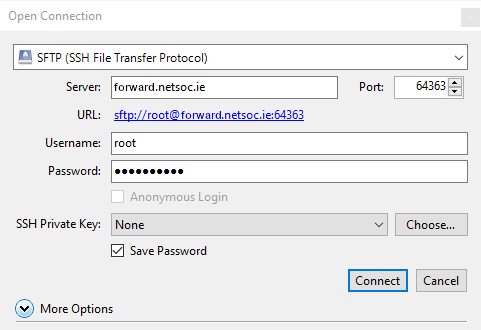 Open Connection
SFTP (SSH File Transfer Protocol)
Server: forward.netsoc.ie Port: 64363
URL: sftp://root@forward.netsoc.ie:64363
Username: root
Password: ●●●●●●●●●●
Anonymous Login
SSH Private Key: None Choose...
Save Password
Connect Cancel
More Options